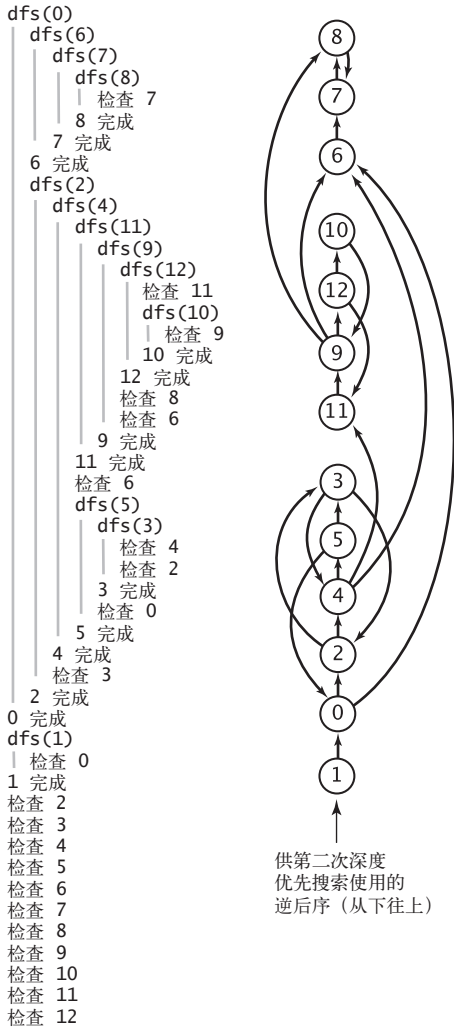 dfs(0)
dfs(6)
dfs(7)
dfs(8)
检查 7
8 完成
7 完成
6 完成
dfs(2)
dfs(4)
dfs(11)
dfs(9)
dfs(12)
检查 11
dfs(10)
检查 9
10 完成
12 完成
检查 8
检查 6
9 完成
11 完成
检查 6
dfs(5)
dfs(3)
检查 4
检查 2
3 完成
检查 0
5 完成
4 完成
检查 3
2 完成
0 完成
dfs(1)
检查 0
1 完成
检查 2
检查 3
检查 4
检查 5
检查 6
检查 7
检查 8
检查 9
检查 10
检查 11
检查 12
8
7
6
10
12
9
11
3
5
4
2
0
1
供第二次深度
优先搜索使用的
逆后序（从下往上）